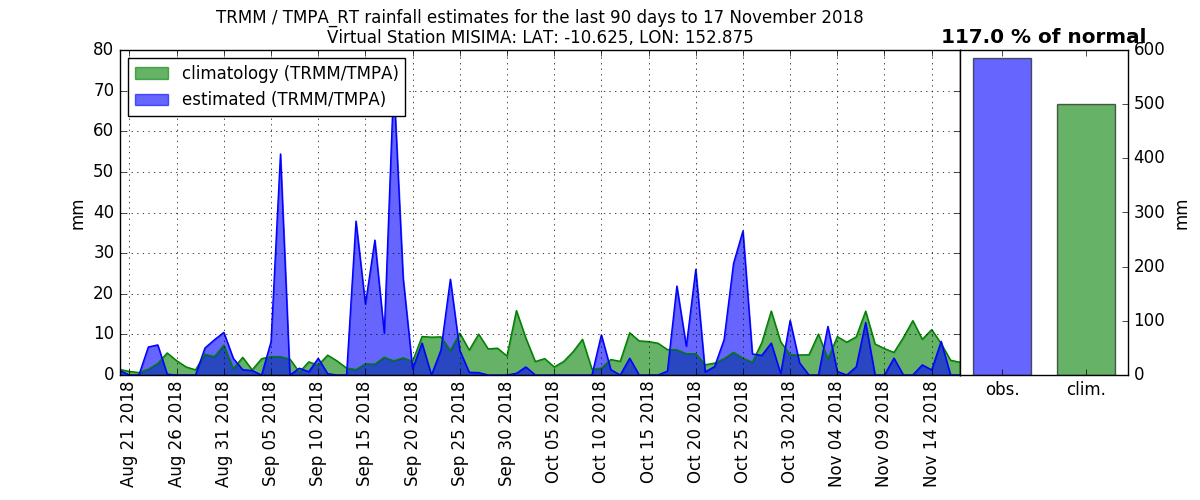 TRMM / TMPA_RT rainfall estimates for the last 90 days to 17 November 2018
Virtual Station MISIMA: LAT: -10.625, LON: 152.875
117.0 % of normal
climatology (TRMM/TMPA)
estimated (TRMM/TMPA)
80
70
60
50
40
30
20
10
0
mm
Aug 21 2018
Aug 26 2018
Aug 31 2018
Sep 05 2018
Sep 10 2018
Sep 15 2018
Sep 20 2018
Sep 25 2018
Sep 30 2018
Oct 05 2018
Oct 10 2018
Oct 15 2018
Oct 20 2018
Oct 25 2018
Oct 30 2018
Nov 04 2018
Nov 09 2018
Nov 14 2018
obs.
clim.
600
500
400
300
200
100
0
mm